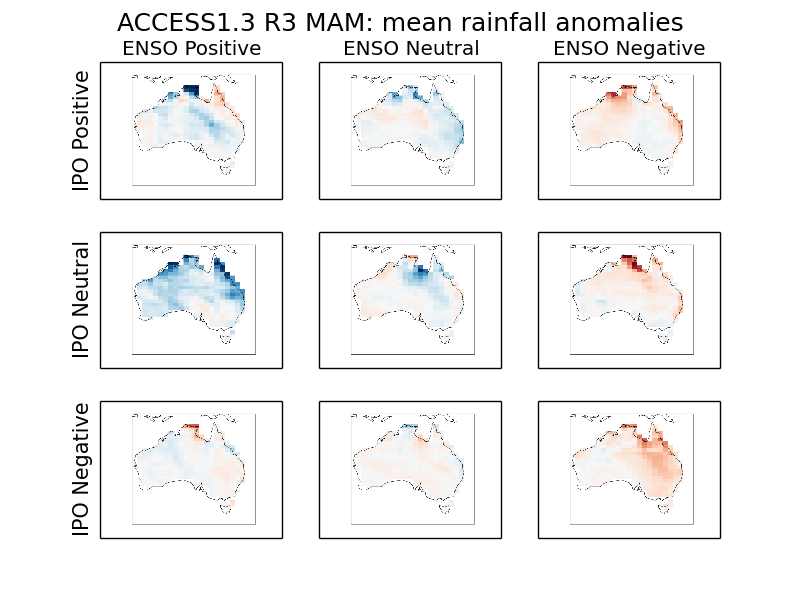 ACCESS1.3 R3 MAM: mean rainfall anomalies
ENSO Positive ENSO Neutral ENSO Negative
IPO Positive
IPO Neutral
IPO Negative